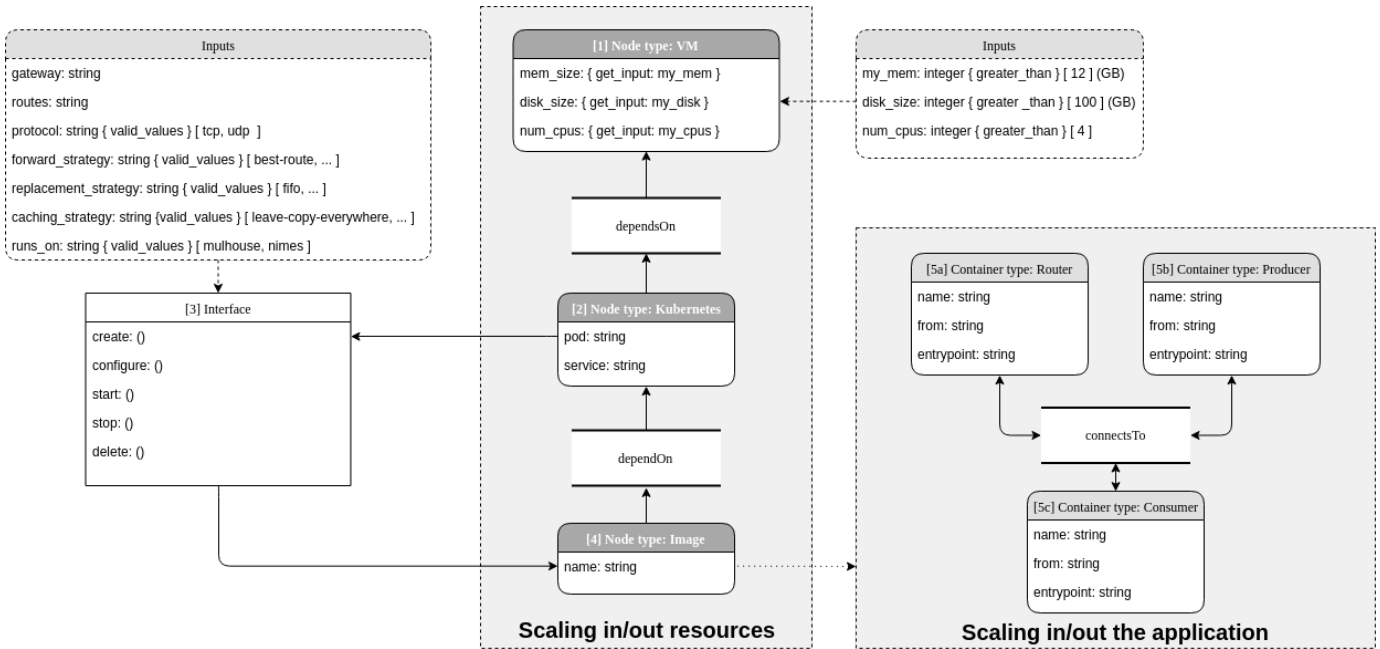 Inputs
gateway: string
routes: string
protocol: string { valid_values } [ tcp, udp  ]
forward_strategy: string { valid_values } [ best-route, ... ]
replacement_strategy: string { valid_values } [ fifo, ... ]
caching_strategy: string {valid_values } [ leave-copy-everywhere, ... ]
runs_on: string { valid_values } [ mulhouse, nimes ]
[3] Interface
create: ()
configure: ()
start: ()
stop: ()
delete: ()
[1] Node type: VM
mem_size: { get_input: my_mem }
disk_size: { get_input: my_disk }
num_cpus: { get_input: my_cpus }
dependsOn
[2] Node type: Kubernetes
pod: string
service: string
dependOn
[4] Node type: Image
name: string
Scaling in/out resources
Inputs
my_mem: integer { greater_than } [ 12 ] (GB)
disk_size: integer { greater _than } [ 100 ] (GB)
num_cpus: integer { greater_than } [ 4 ]
[5a] Container type: Router
name: string
from: string
entrypoint: string
[5b] Container type: Producer
name: string
from: string
entrypoint: string
connectsTo
[5c] Container type: Consumer
name: string
from: string
entrypoint: string
Scaling in/out the application